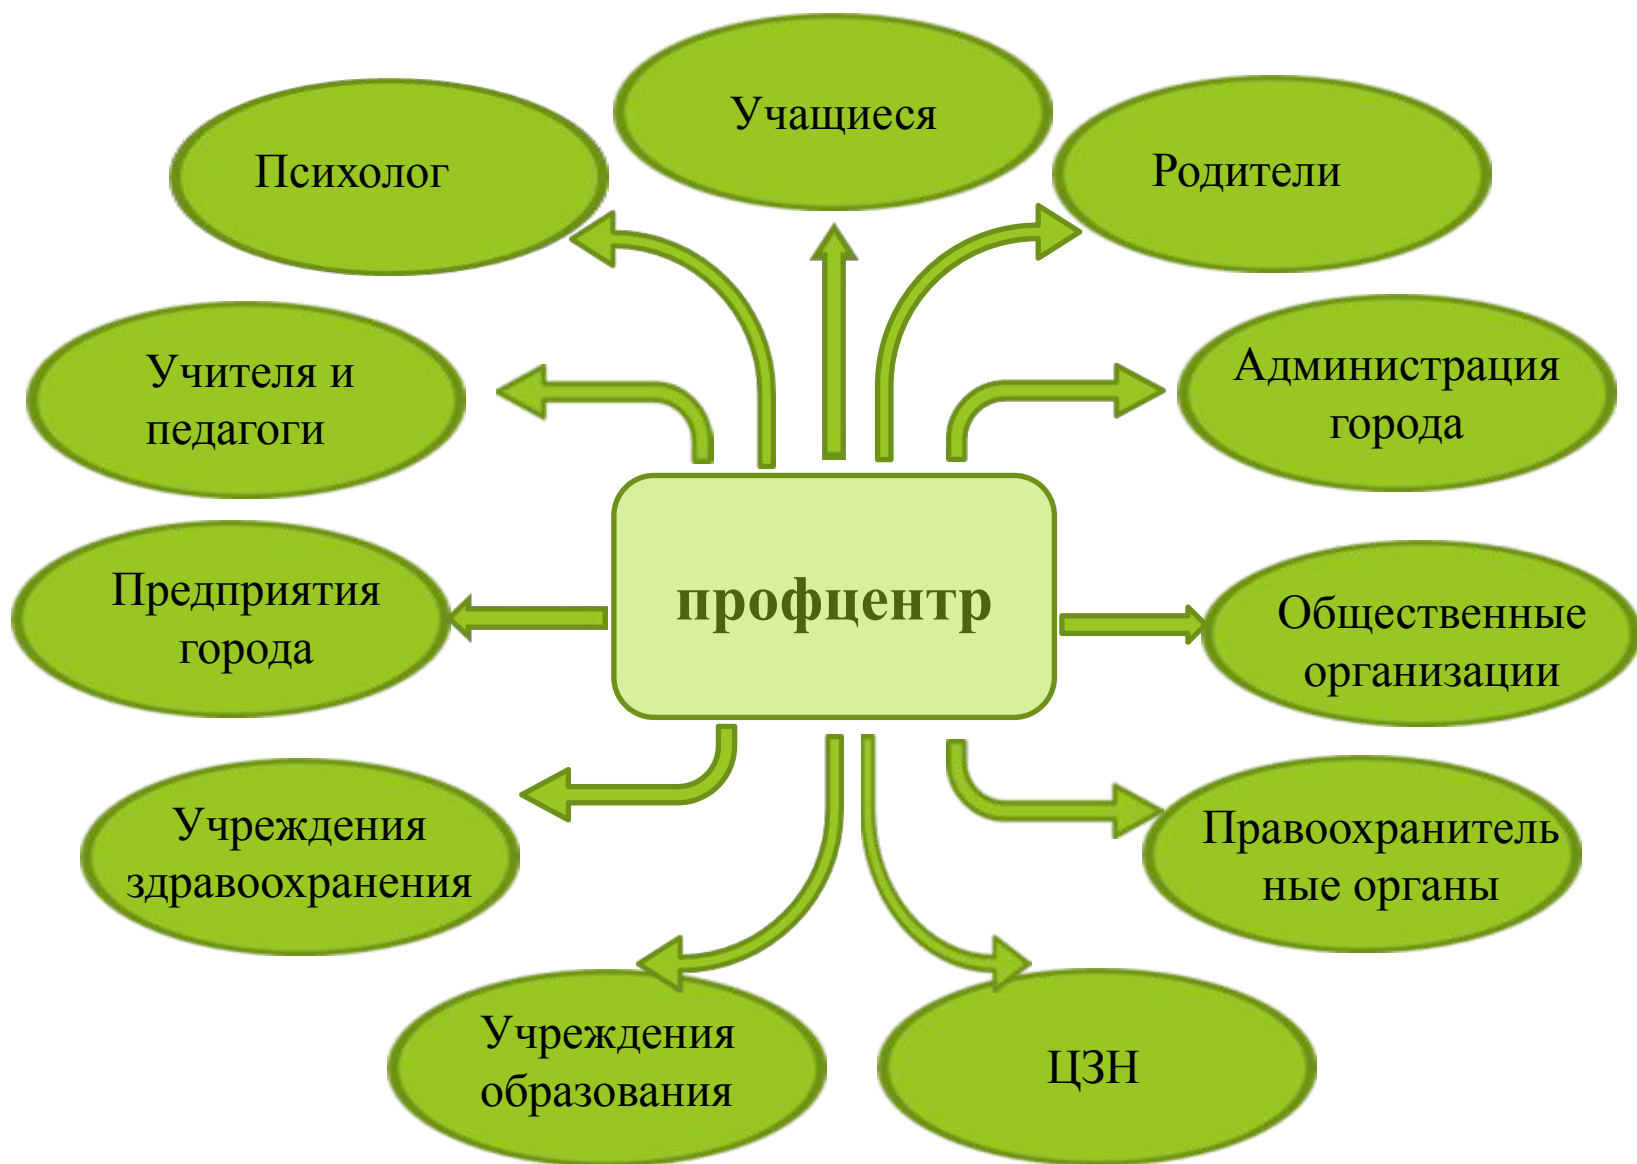 Учащиеся
Психолог
Родители
Учителя и
педагоги
Администрация
города
Предприятия
города
профцентр
Общественные
организации
Учреждения
здравоохранения
Правоохранитель
ные органы
Учреждения
образования
ЦЗН